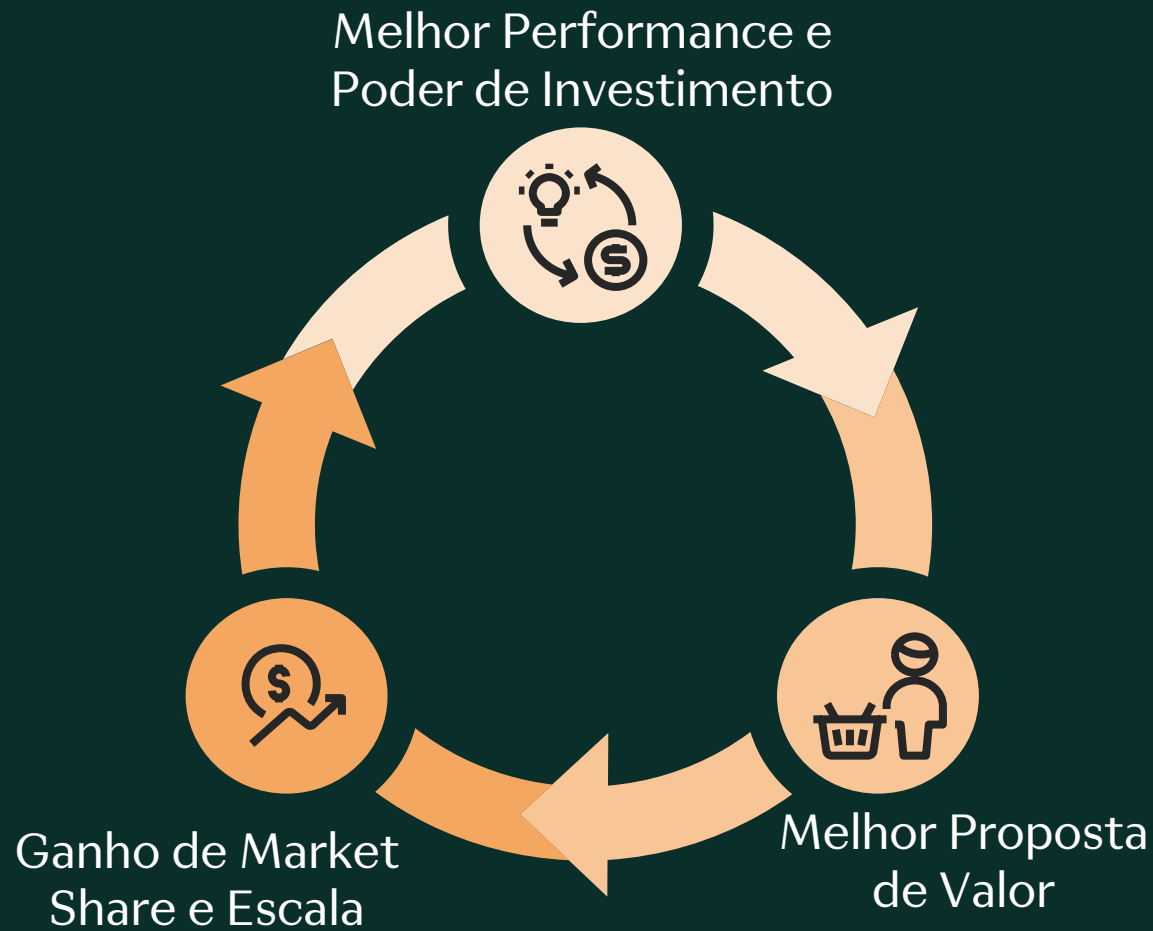 Melhor Performance e
Poder de Investimento
$
$
Ganho de Market
Share e Escala
Melhor Proposta
de Valor